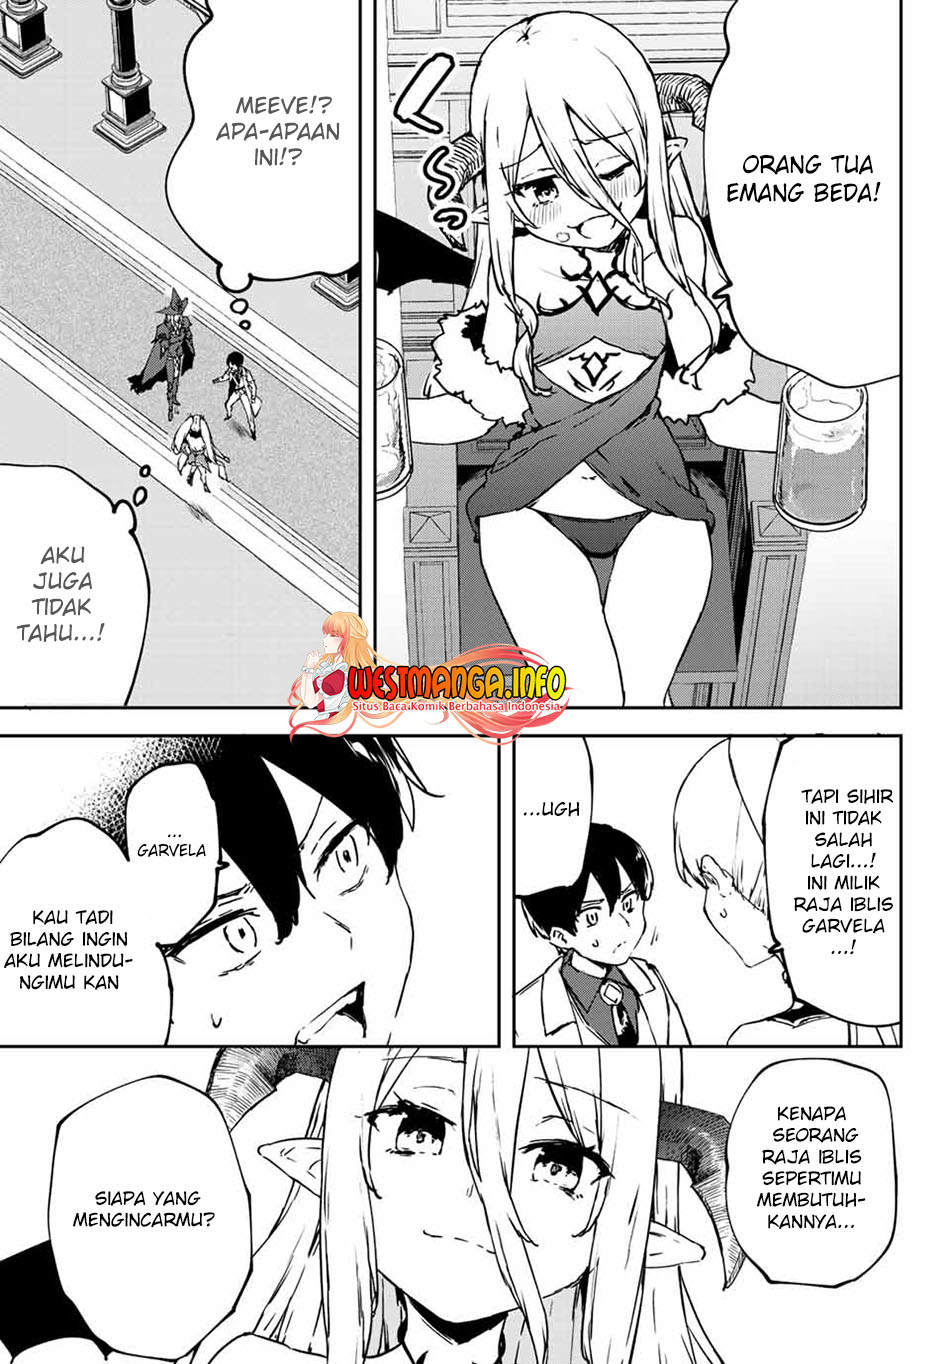 ORANG TUA
EMANG BEDA!
MEEVE!?
APA-APAAN
INI!?
AKU
JUGA
TIDAK
TAHU...!
WESTMANGA.INFO
Situs Baca Komik Berbahasa Indonesia
TAPI SIHIR
INI TIDAK
SALAH
LAGI...!
INI MILIK
RAJA IBLIS
GARVELA
...!
...UGH
...
GARVELA
KAU TADI
BILANG INGIN
AKU MELINDU-
NGIMU KAN
KENAPA
SEORANG
RAJA IBLIS
SEPERTIMU
MEMBUTUH-
KANNYA...
SIAPA YANG
MENGINCARMU?